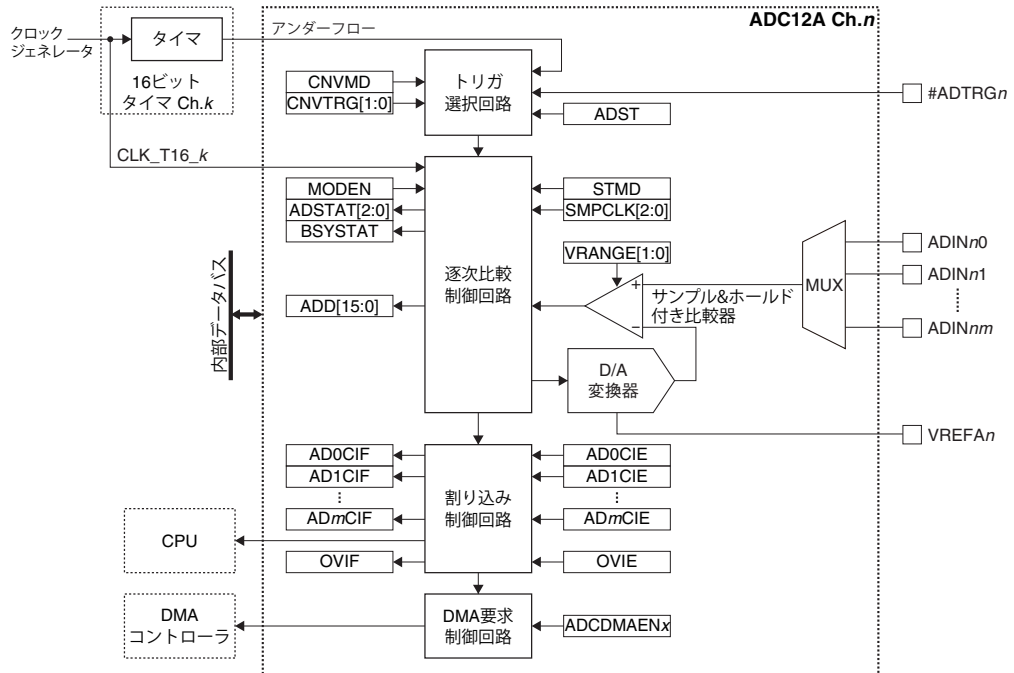 ADC12A Ch.n
クロック
ジェネレータ
タイマ
16ビット
タイマ Ch.k
アンダーフロー
CNVMD
CNVTRG[1:0]
トリガ
選択回路
#ADTRGn
ADST
CLK_T16_k
MODEN
ADSTAT[2:0]
BSYSTAT
STMD
SMPCLK[2:0]
VRANGE[1:0]
逐次比較
制御回路
ADD[15:0]
+
−
サンプル&ホールド
付き比較器
MUX
ADINn0
ADINn1
ADINnm
内部データバス
D/A
変換器
VREFAn
AD0CIF
AD1CIF
ADmCIF
OVIF
割り込み
制御回路
AD0CIE
AD1CIE
ADmCIE
OVIE
CPU
DMA
コントローラ
DMA要求
制御回路
ADCDMAENx